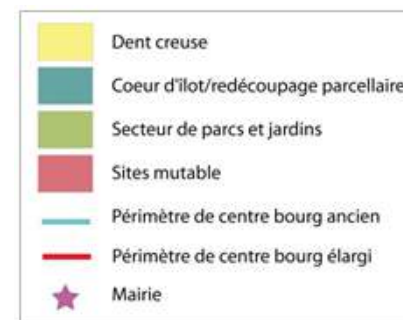 Dent creuse
Coeur d'îlot/redécoupage parcellaire
Secteur de parcs et jardins
Sites mutable
Périmètre de centre bourg ancien
Périmètre de centre bourg élargi
Mairie